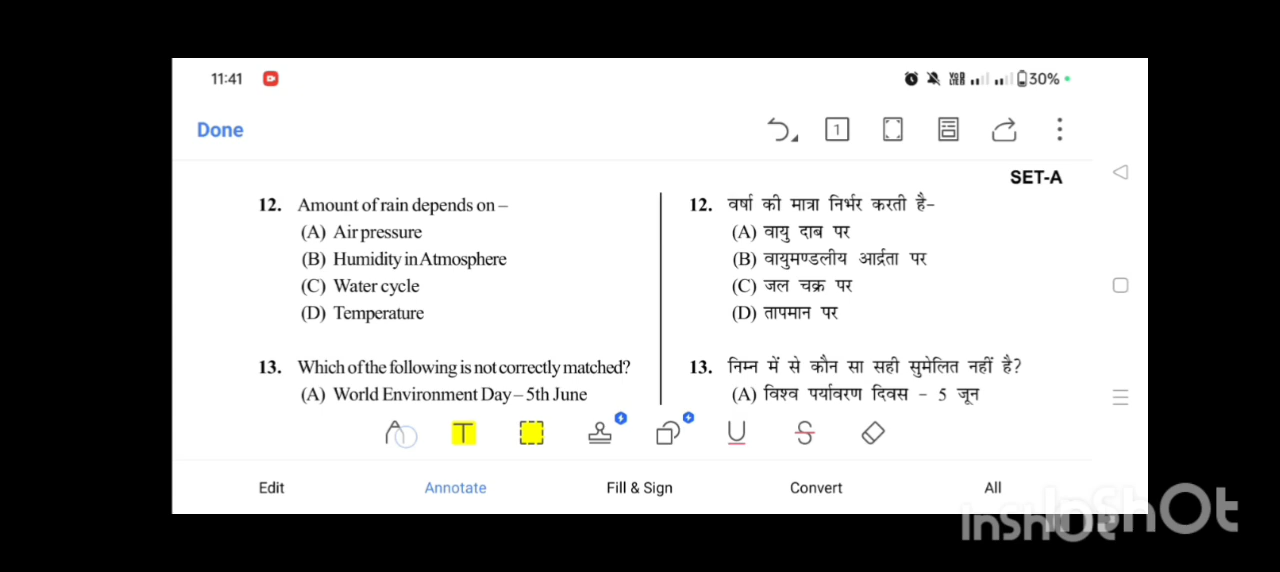 11:41
30%
Done
1
SET-A
12. Amount of rain depends on –
(A) Air pressure
(B) Humidity in Atmosphere
(C) Water cycle
(D) Temperature
13. Which of the following is not correctly matched?
(A) World Environment Day – 5th June
12. वर्षा की मात्रा निर्भर करती है–
(A) वायु दाब पर
(B) वायुमण्डलीय आर्द्रता पर
(C) जल चक्र पर
(D) तापमान पर
13. निम्न में से कौन सा सही सुमेलित नहीं है?
(A) विश्व पर्यावरण दिवस – 5 जून
T
U
S
Edit Annotate Fill & Sign Convert All
InShOt
InShOt